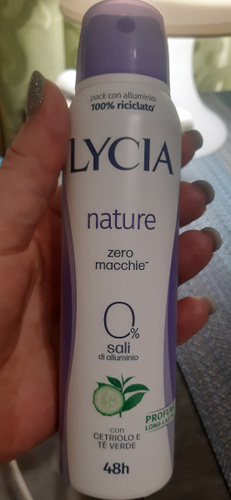 pack con alluminio
100% riciclato*
LYCIA
nature
zero
macchie~
0%
sali
di alluminio
con
CETRIOLO E
TÈ VERDE
48h